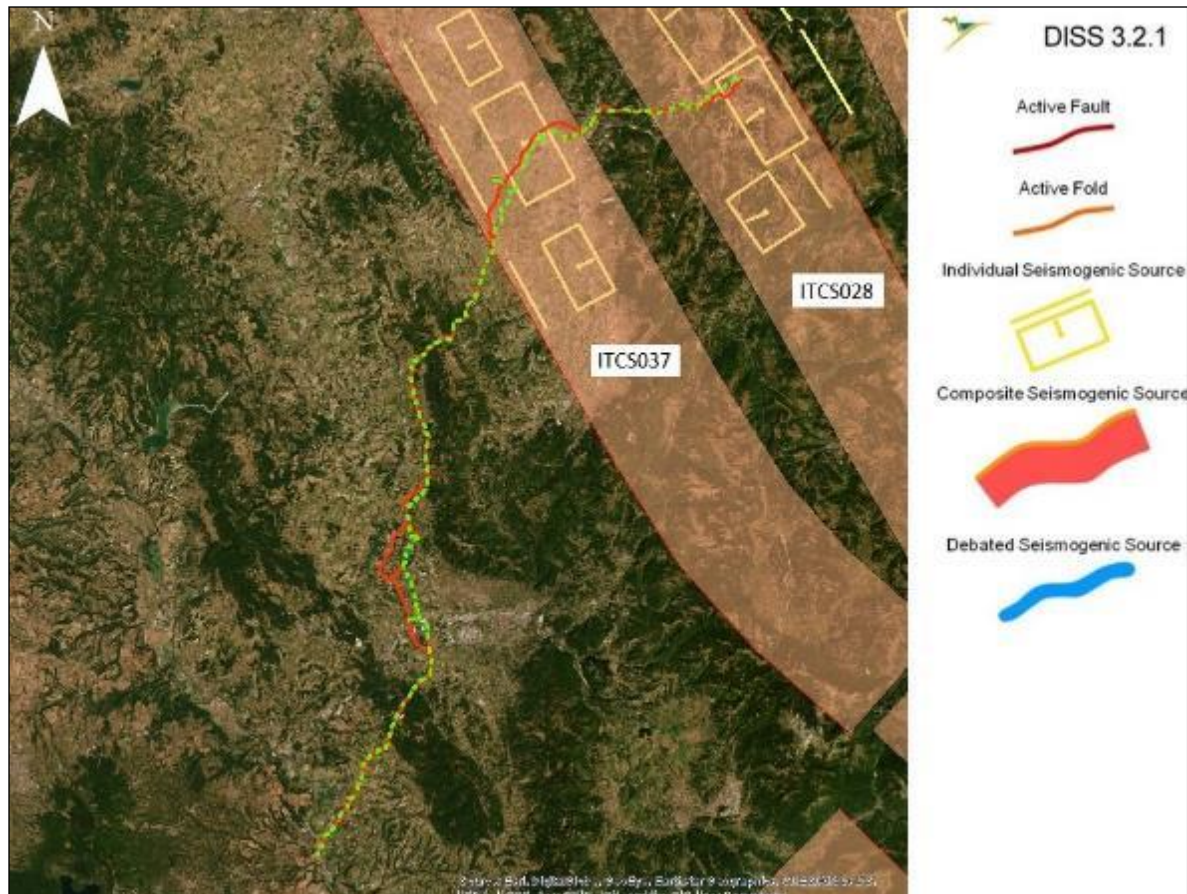 N
DISS 3.2.1
Active Fault
Active Fold
Individual Seismogenic Source
ITCS028
ITCS037
Composite Seismogenic Source
Debated Seismogenic Source